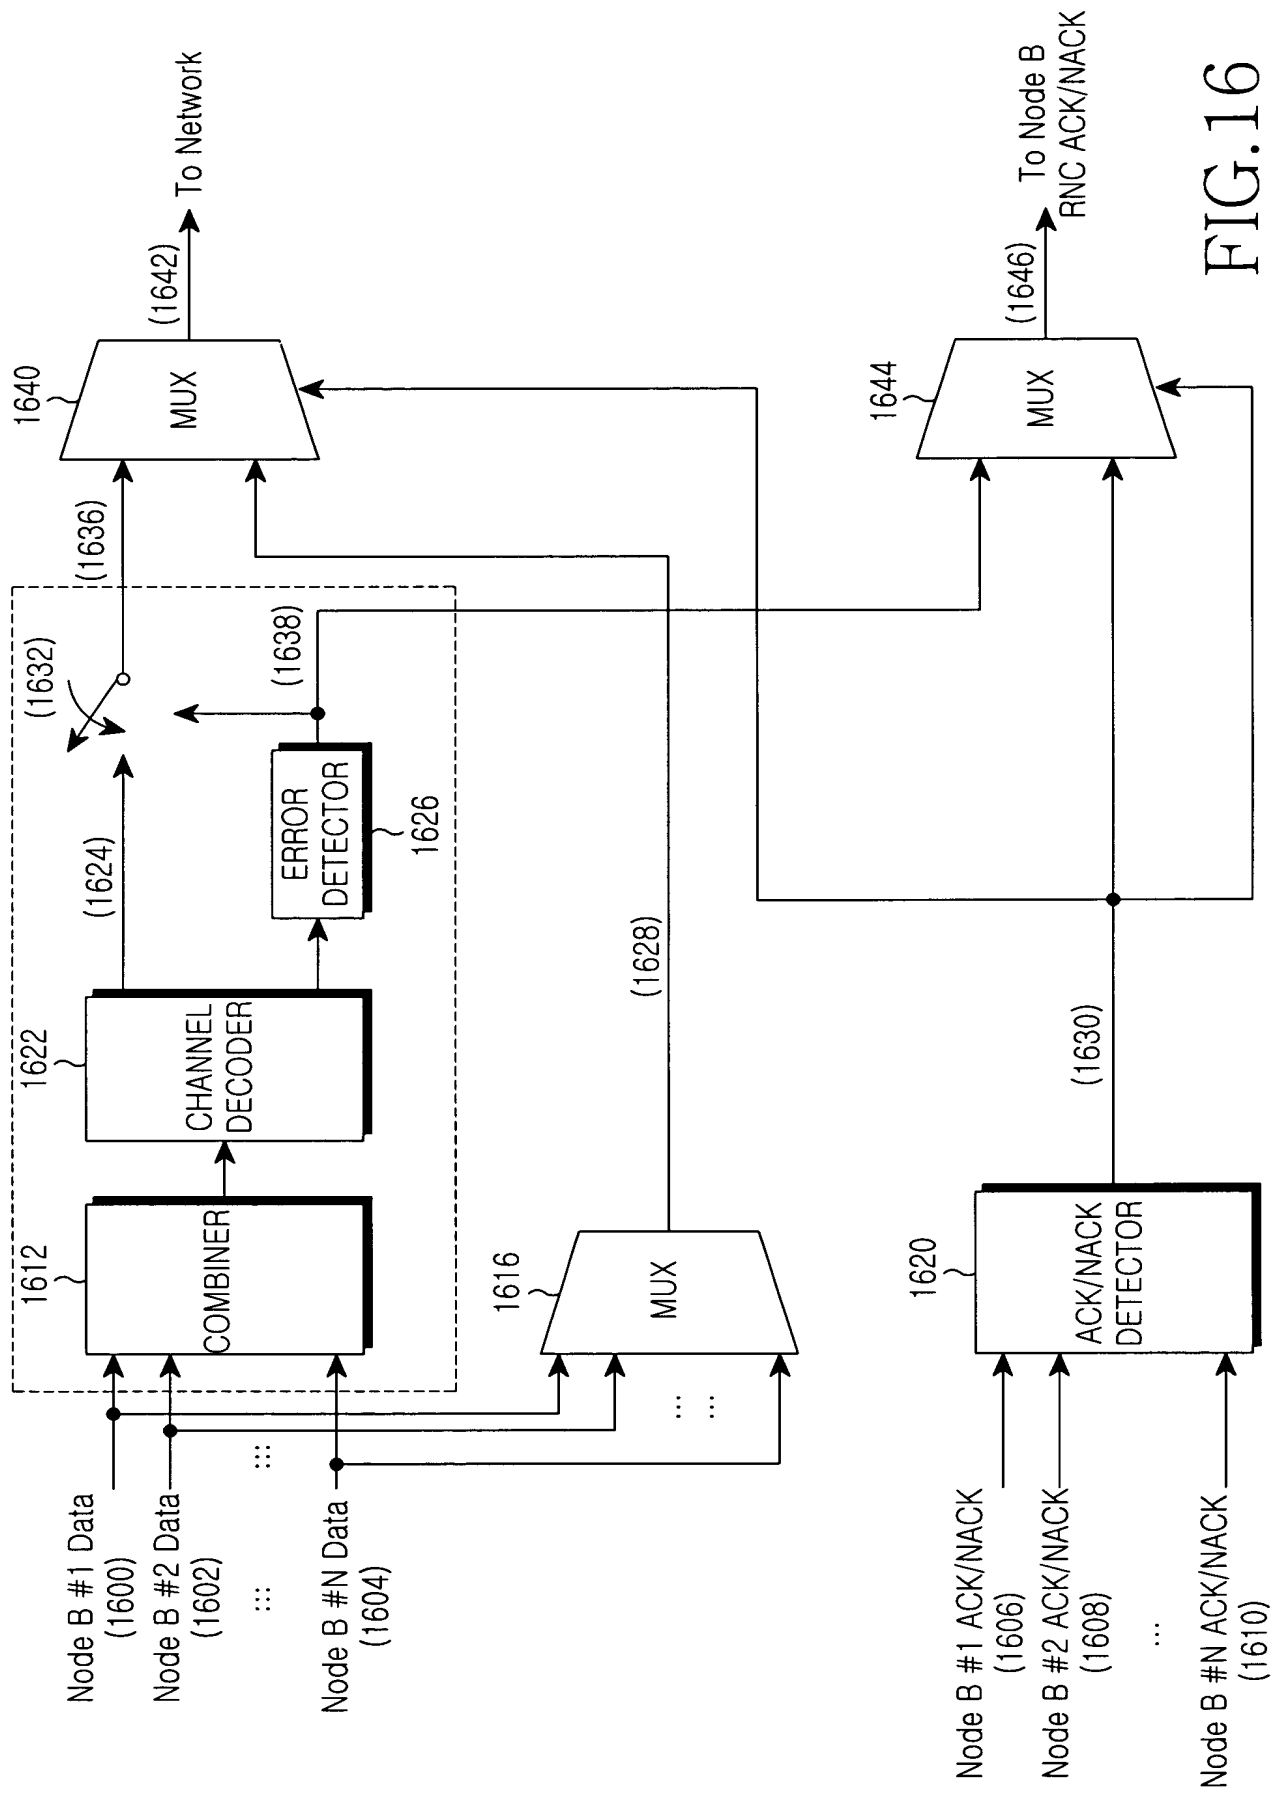 Node B #1 Data
(1600)
Node B #2 Data
(1602)
...
...
Node B #N Data
(1604)
1612
COMBINER
1622
CHANNEL
DECODER
(1624)
ERROR
DETECTOR
1626
(1632)
(1638)
(1636)
1640
MUX
(1642)
To Network
1616
MUX
...
...
(1628)
Node B #1 ACK/NACK
(1606)
Node B #2 ACK/NACK
(1608)
...
Node B #N ACK/NACK
(1610)
1620
ACK/NACK
DETECTOR
(1630)
1644
MUX
(1646)
To Node B
RNC ACK/NACK
FIG.16